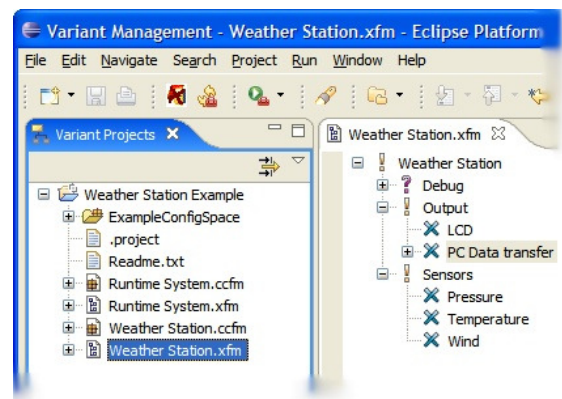 Variant Management - Weather Station.xfm - Eclipse Platform
File Edit Navigate Search Project Run Window Help
Variant Projects
Weather Station Example
ExampleConfigSpace
.project
Readme.txt
Runtime System.ccfm
Runtime System.xfm
Weather Station.ccfm
Weather Station.xfm
Weather Station.xfm
Weather Station
Debug
Output
LCD
PC Data transfer
Sensors
Pressure
Temperature
Wind